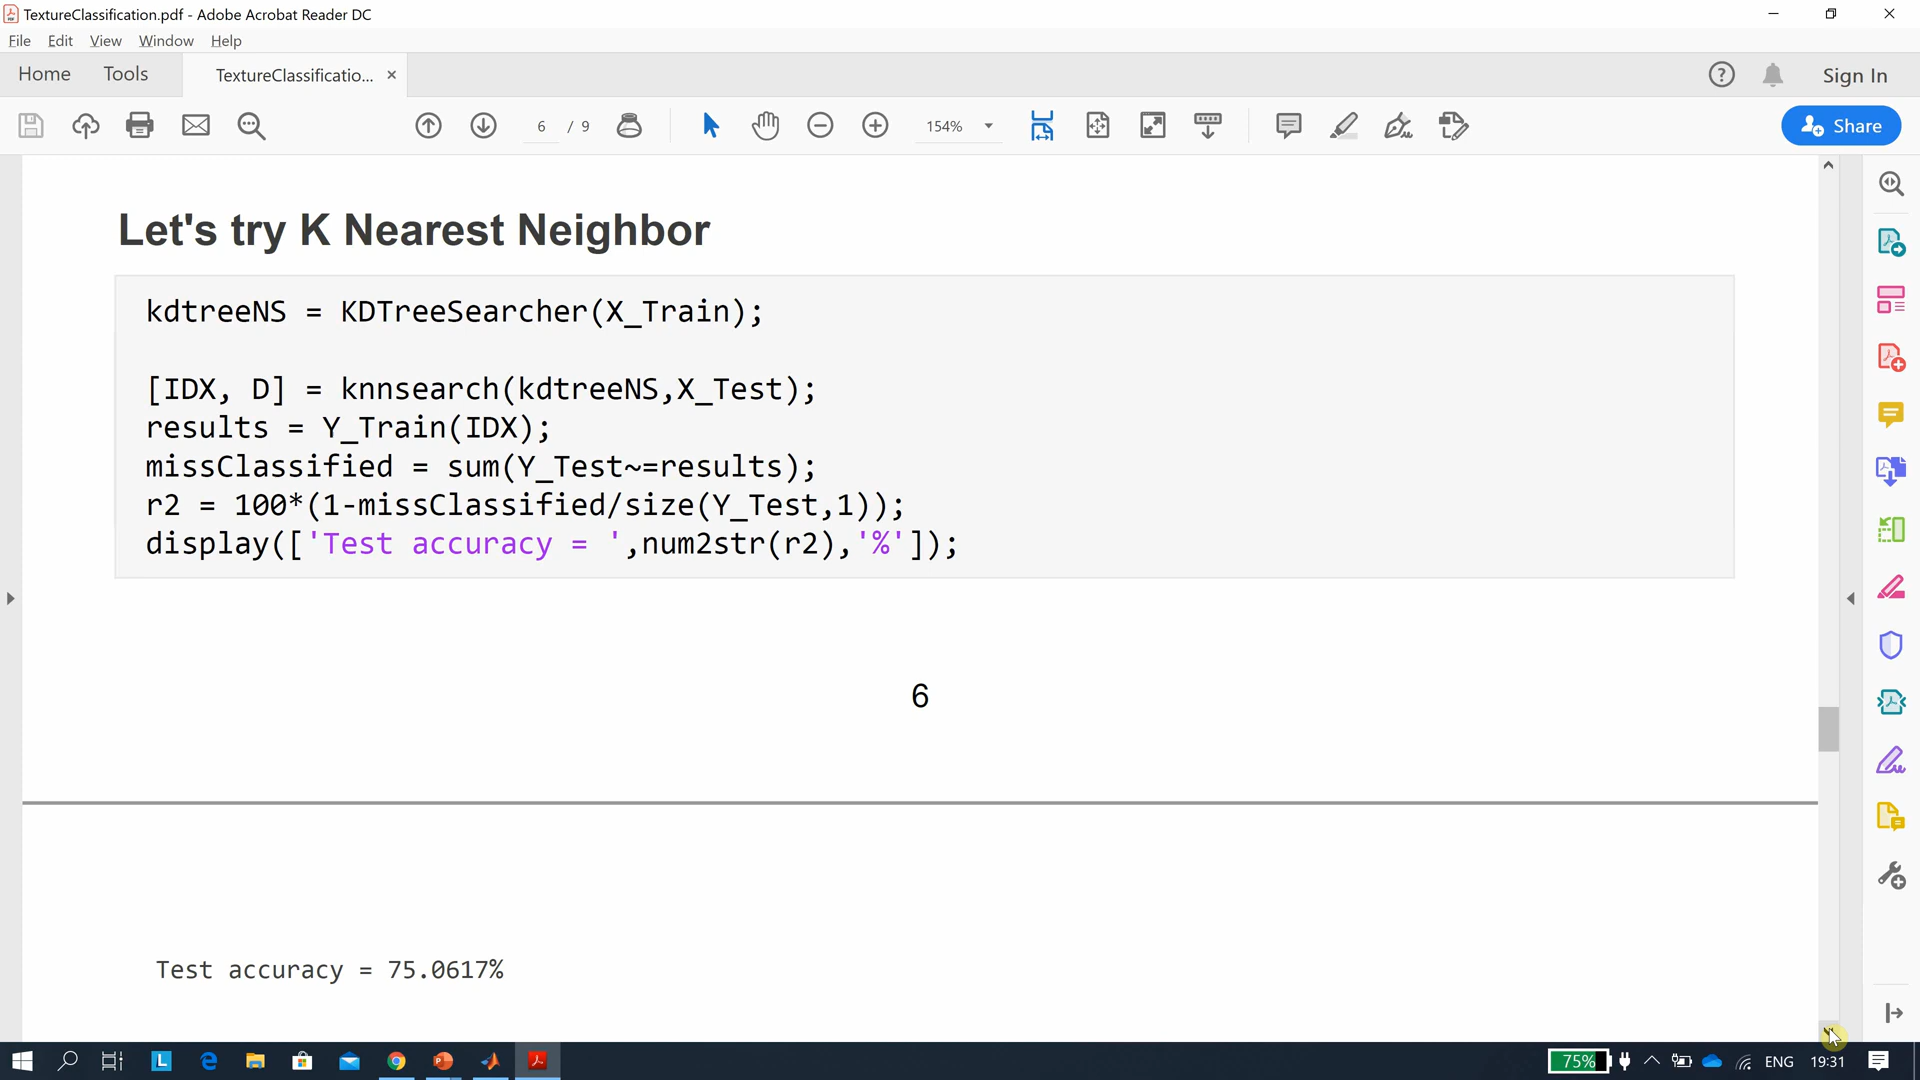 TextureClassification.pdf - Adobe Acrobat Reader DC
File Edit View Window Help
Home Tools TextureClassificatio... × Sign In
6 / 9 154% Share
Let's try K Nearest Neighbor
kdtreeNS = KDTreeSearcher(X_Train);
[IDX, D] = knnsearch(kdtreeNS,X_Test);
results = Y_Train(IDX);
missClassified = sum(Y_Test~=results);
r2 = 100*(1-missClassified/size(Y_Test,1));
display(['Test accuracy = ',num2str(r2),'%']);
6
Test accuracy = 75.0617%
75% ENG 19:31